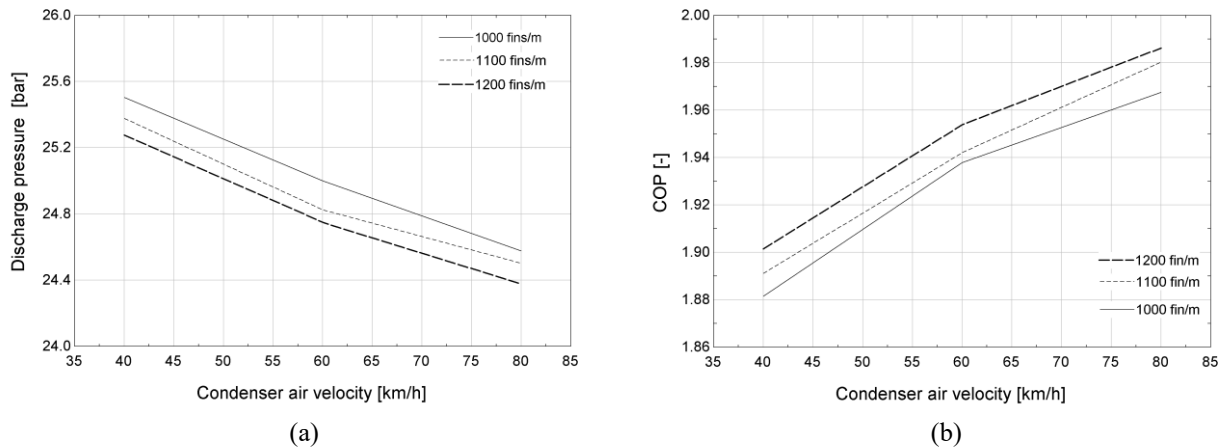 26.0
25.6
25.2
24.8
24.4
24.0
Discharge pressure [bar]
1000 fins/m
1100 fins/m
1200 fins/m
35 40 45 50 55 60 65 70 75 80 85
Condenser air velocity [km/h]
(a)
2.00
1.98
1.96
1.94
1.92
1.90
1.88
1.86
COP [-]
1200 fin/m
1100 fin/m
1000 fin/m
35 40 45 50 55 60 65 70 75 80 85
Condenser air velocity [km/h]
(b)